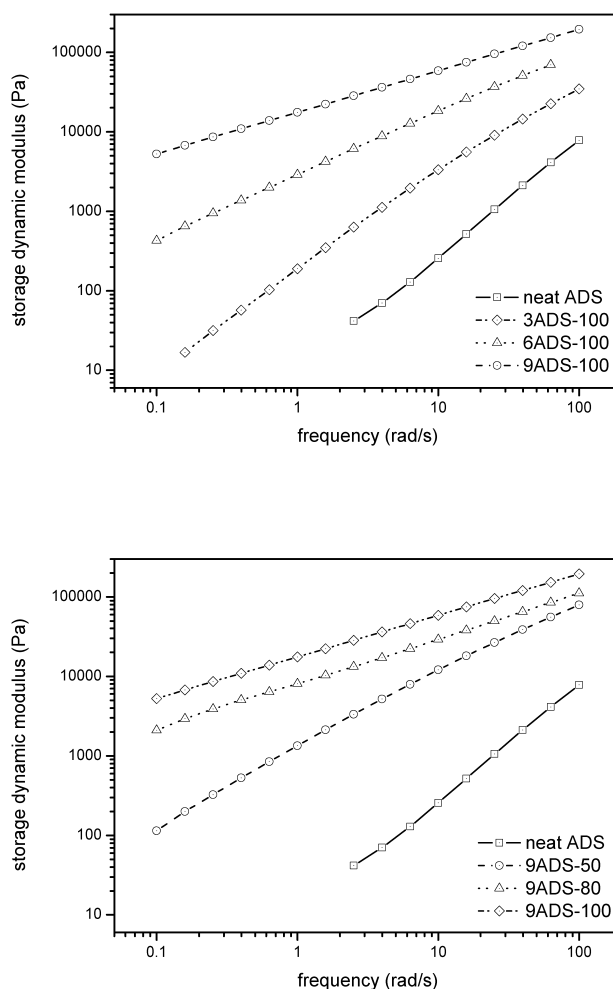 storage dynamic modulus (Pa)
100000
10000
1000
100
10
0.1
1
10
100
frequency (rad/s)
neat ADS
3ADS-100
6ADS-100
9ADS-100
storage dynamic modulus (Pa)
100000
10000
1000
100
10
0.1
1
10
100
frequency (rad/s)
neat ADS
9ADS-50
9ADS-80
9ADS-100